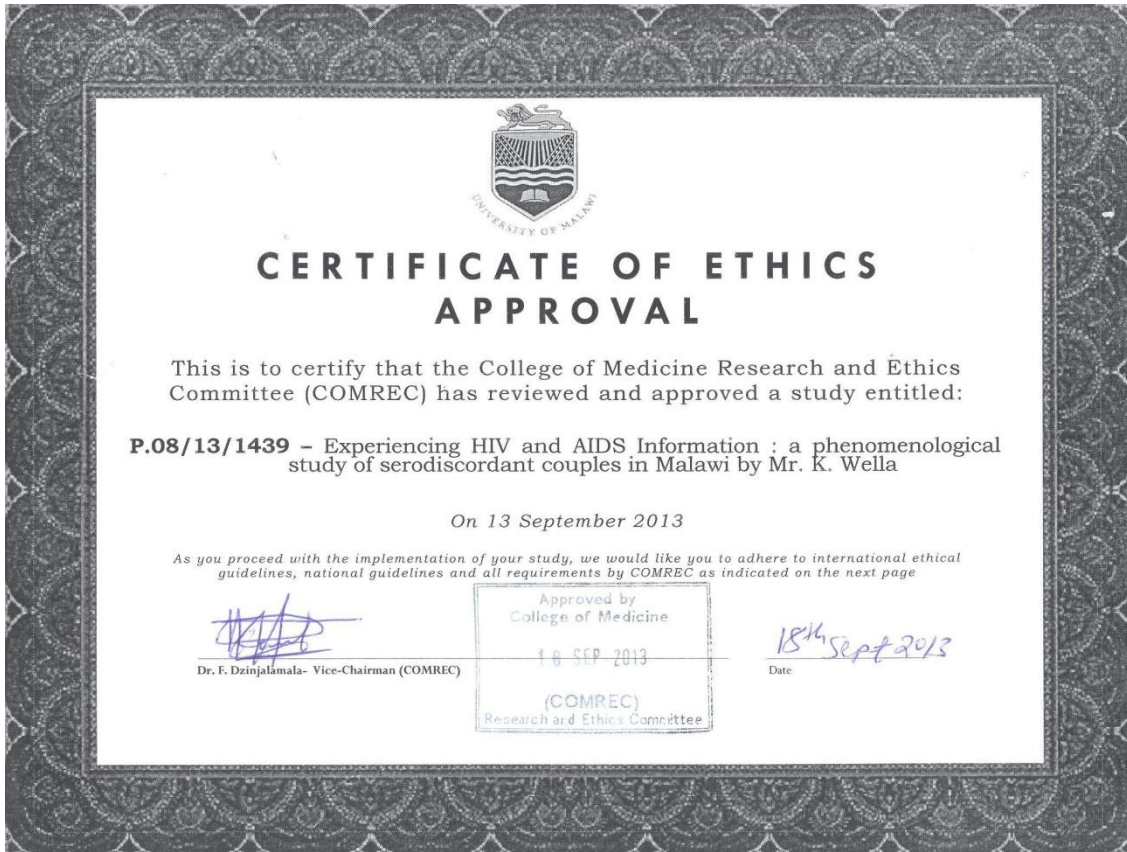 UNIVERSITY OF MALAWI
CERTIFICATE OF ETHICS
APPROVAL
This is to certify that the College of Medicine Research and Ethics
Committee (COMREC) has reviewed and approved a study entitled:
P.08/13/1439 – Experiencing HIV and AIDS Information : a phenomenological
study of serodiscordant couples in Malawi by Mr. K. Wella
On 13 September 2013
As you proceed with the implementation of your study, we would like you to adhere to international ethical
guidelines, national guidelines and all requirements by COMREC as indicated on the next page
Approved by
College of Medicine
18 SEP 2013
(COMREC)
Research and Ethics Committee
Dr. F. Dzinjalamala- Vice-Chairman (COMREC)
18th Sept 2013
Date